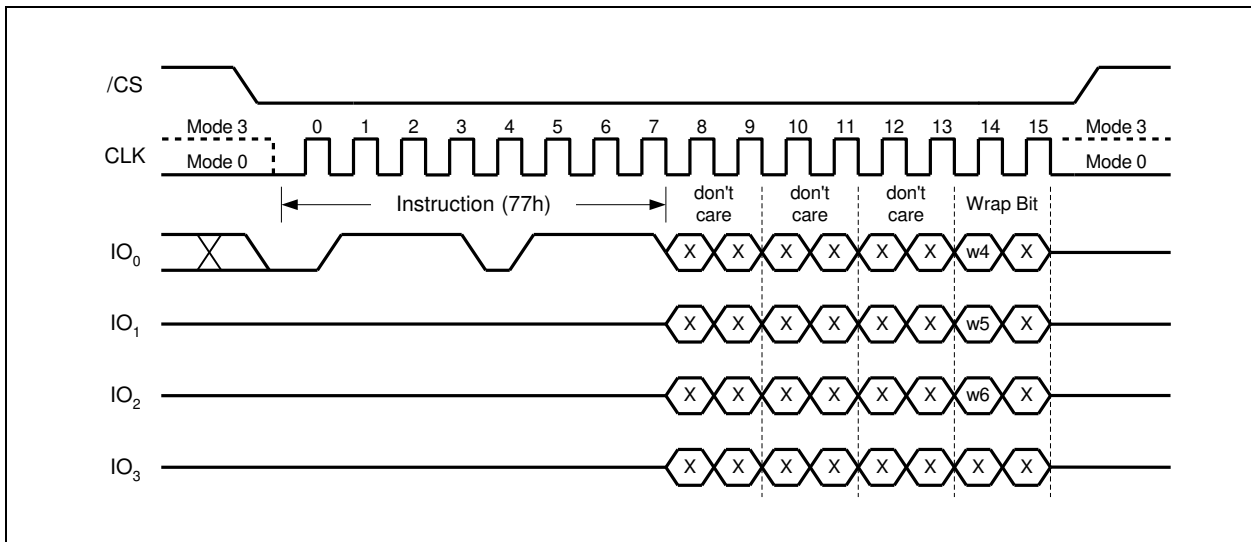 /CS
Mode 3 0 1 2 3 4 5 6 7 8 9 10 11 12 13 14 15 Mode 3
CLK Mode 0 Mode 0
Instruction (77h) don't care don't care don't care Wrap Bit
IO0 X X X X X X w4 X
IO1 X X X X X X w5 X
IO2 X X X X X X w6 X
IO3 X X X X X X X X